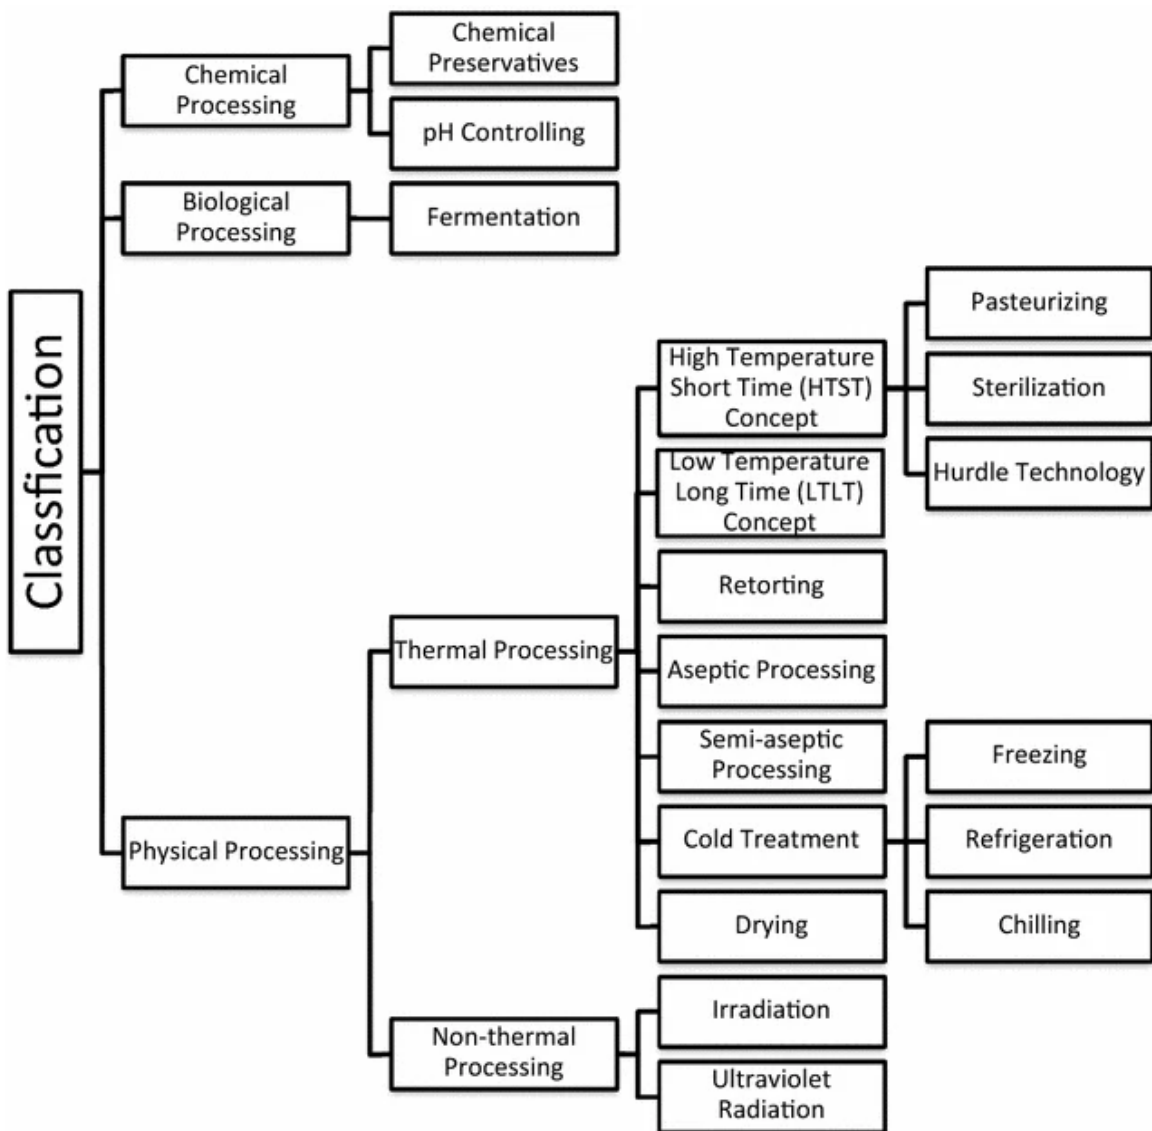 Classfication
Chemical
Processing
Chemical
Preservatives
pH Controlling
Biological
Processing
Fermentation
Physical Processing
Thermal Processing
High Temperature
Short Time (HTST)
Concept
Pasteurizing
Sterilization
Hurdle Technology
Low Temperature
Long Time (LTLT)
Concept
Retorting
Aseptic Processing
Semi-aseptic
Processing
Cold Treatment
Freezing
Refrigeration
Chilling
Drying
Non-thermal
Processing
Irradiation
Ultraviolet
Radiation